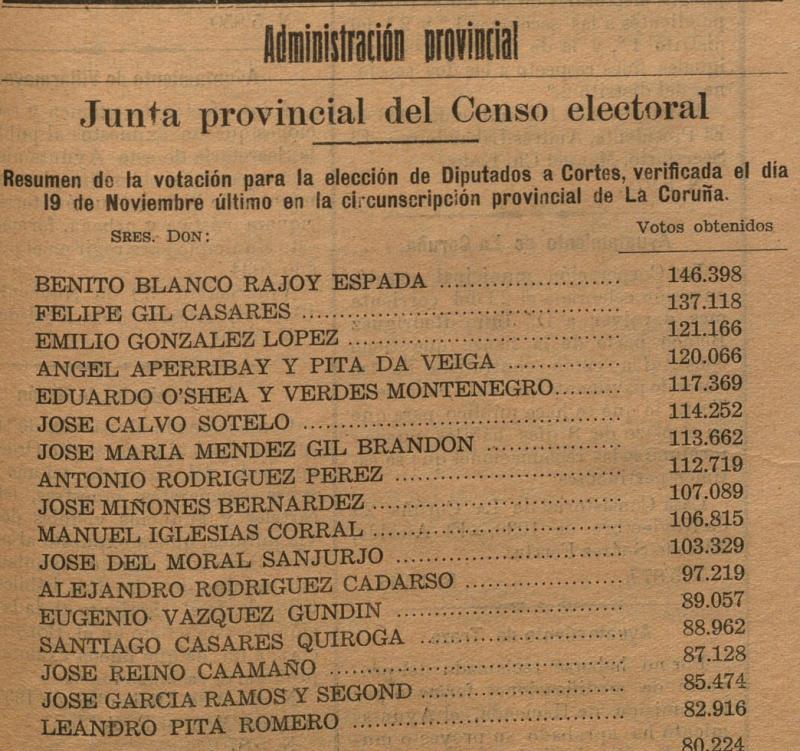 Administración provincial
Junta provincial del Censo electoral
Resumen de la votación para la elección de Diputados a Cortes, verificada el día
19 de Noviembre último en la circunscripción provincial de La Coruña.
SRES. DON: Votos obtenidos
BENITO BLANCO RAJOY ESPADA ........................ 146.398
FELIPE GIL CASARES ........................ 137.118
EMILIO GONZALEZ LOPEZ ........................ 121.166
ANGEL APERRIBAY Y PITA DA VEIGA ................ 120.066
EDUARDO O'SHEA Y VERDES MONTENEGRO......... 117.369
JOSE CALVO SOTELO ........................ 114.252
JOSE MARIA MENDEZ GIL BRANDON .................. 113.662
ANTONIO RODRIGUEZ PEREZ ........................ 112.719
JOSE MIÑONES BERNARDEZ ........................ 107.089
MANUEL IGLESIAS CORRAL ........................ 106.815
JOSE DEL MORAL SANJURJO ........................ 103.329
ALEJANDRO RODRIGUEZ CADARSO .................. 97.219
EUGENIO VAZQUEZ GUNDIN ........................ 89.057
SANTIAGO CASARES QUIROGA ........................ 88.962
JOSE REINO CAAMAÑO ........................ 87.128
JOSE GARCIA RAMOS Y SEGOND ........................ 85.474
LEANDRO PITA ROMERO ........................ 82.916
80.224